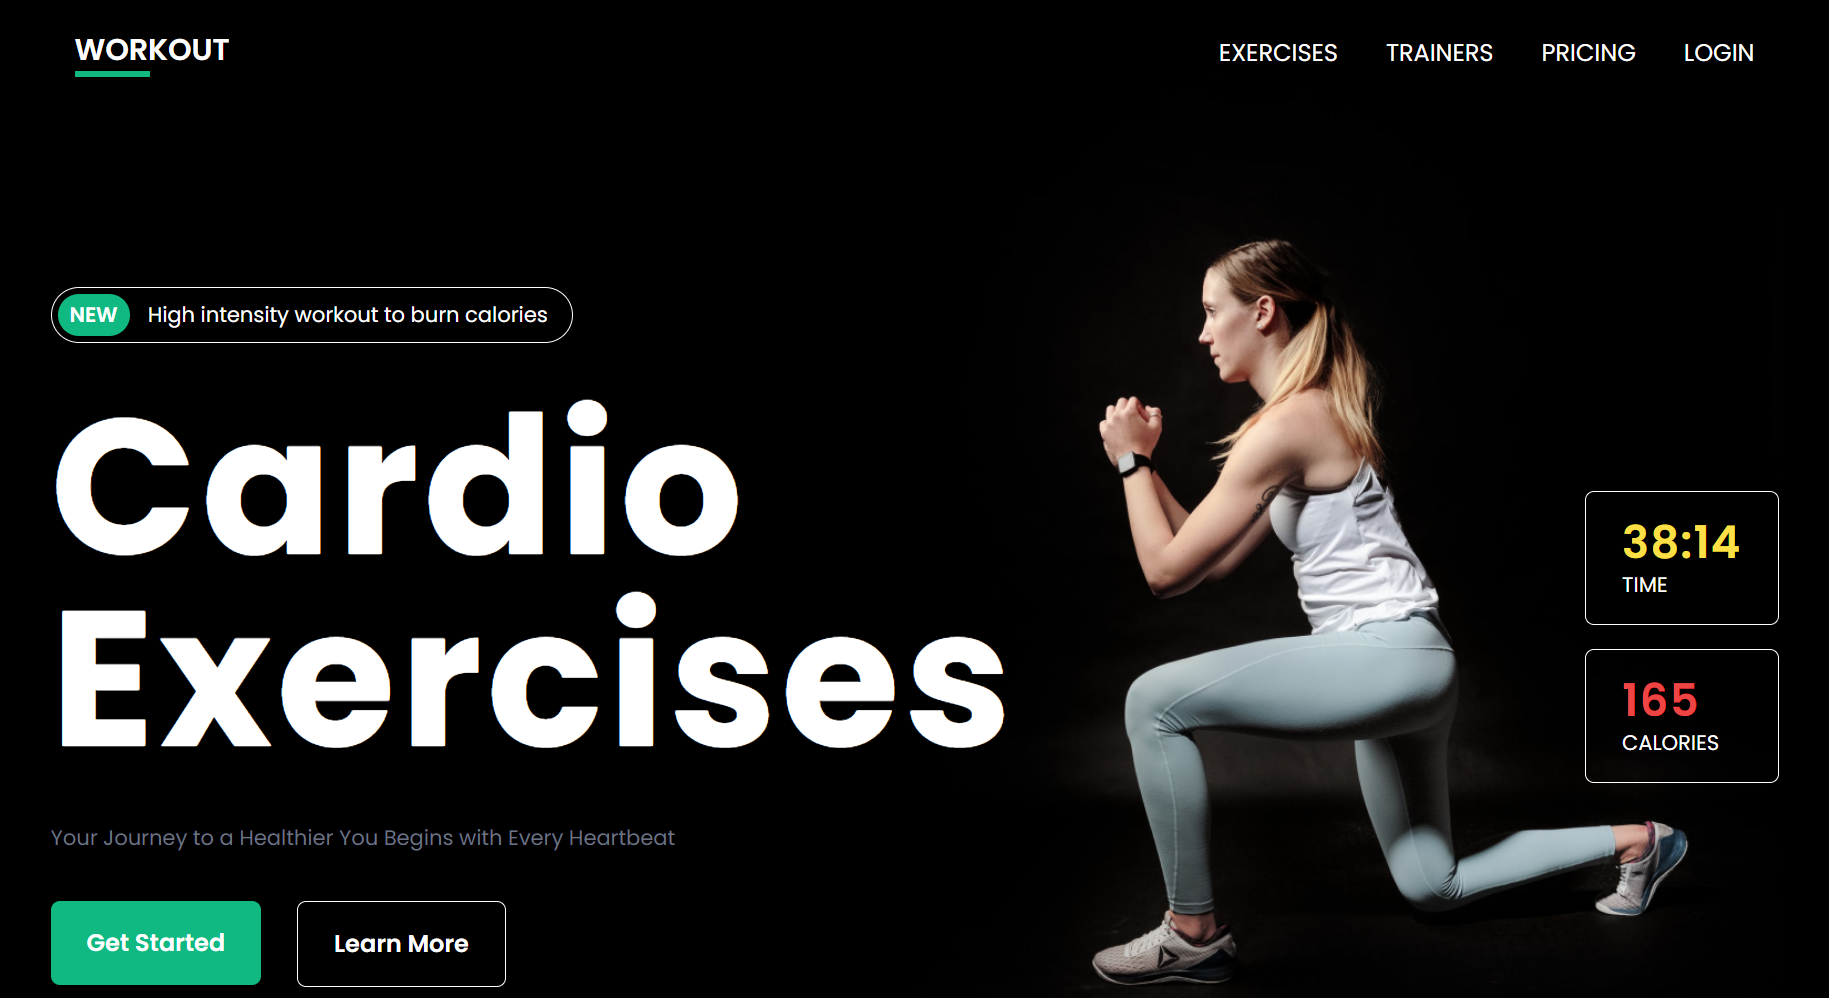 WORKOUT
EXERCISES
TRAINERS
PRICING
LOGIN
NEW High intensity workout to burn calories
Cardio
Exercises
Your Journey to a Healthier You Begins with Every Heartbeat
Get Started
Learn More
38:14
TIME
165
CALORIES